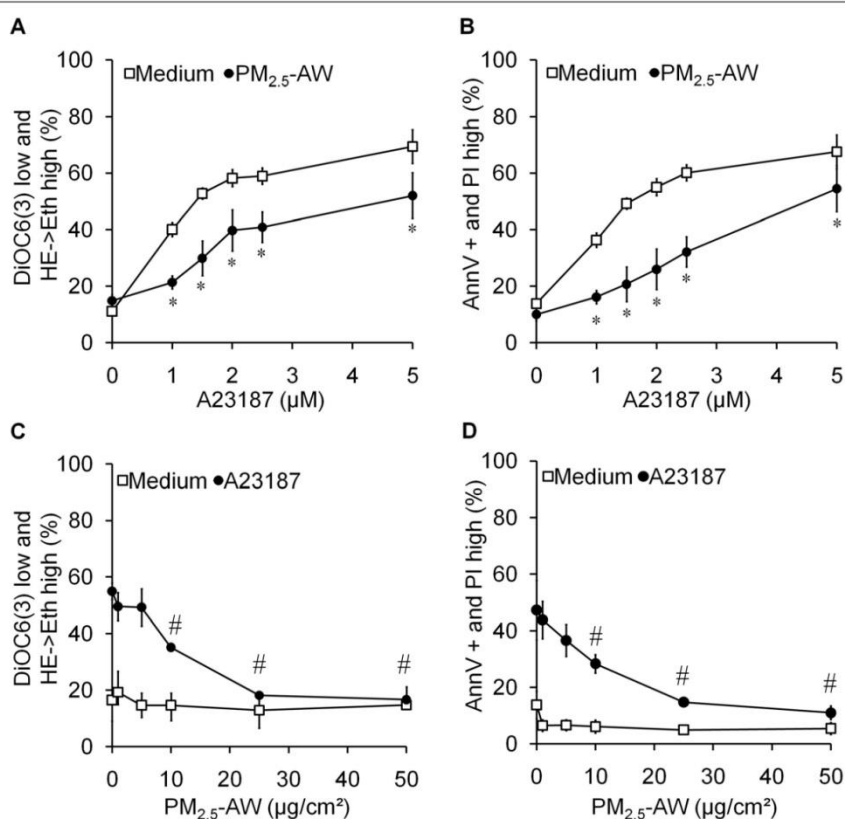 A
□Medium ●PM2.5-AW
DiOC6(3) low and
HE->Eth high (%)
100
80
60
40
20
0
* * * * *
0 1 2 3 4 5
A23187 (µM)
B
□Medium ●PM2.5-AW
AnnV + and PI high (%)
100
80
60
40
20
0
* * * * *
0 1 2 3 4 5
A23187 (µM)
C
□Medium ●A23187
DiOC6(3) low and
HE->Eth high (%)
100
80
60
40
20
0
# # #
0 10 20 30 40 50
PM2.5-AW (µg/cm²)
D
□Medium ●A23187
AnnV + and PI high (%)
100
80
60
40
20
0
# # #
0 10 20 30 40 50
PM2.5-AW (µg/cm²)